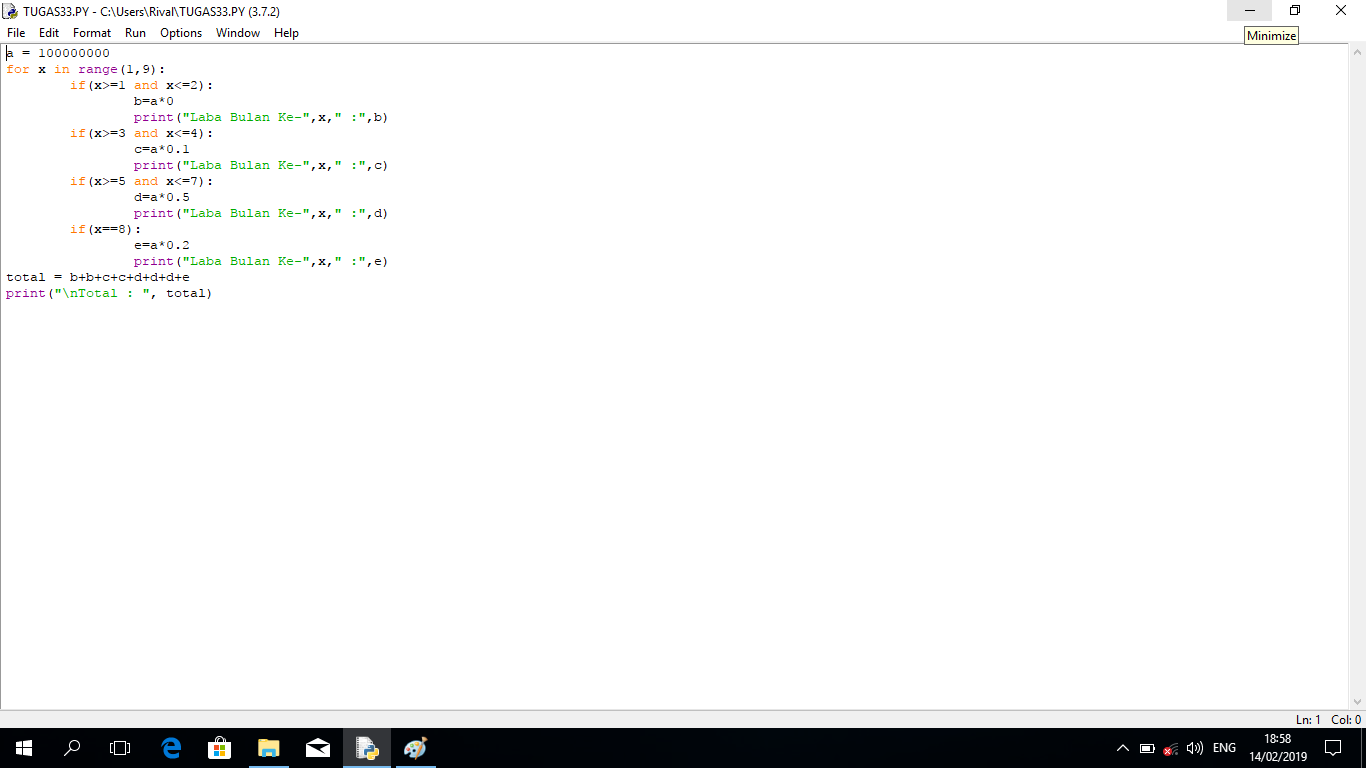 TUGAS33.PY - C:\Users\Rival\TUGAS33.PY (3.7.2)
File Edit Format Run Options Window Help
Minimize
a = 100000000
for x in range(1,9):
        if(x>=1 and x<=2):
                b=a*0
                print("Laba Bulan Ke-",x," :",b)
        if(x>=3 and x<=4):
                c=a*0.1
                print("Laba Bulan Ke-",x," :",c)
        if(x>=5 and x<=7):
                d=a*0.5
                print("Laba Bulan Ke-",x," :",d)
        if(x==8):
                e=a*0.2
                print("Laba Bulan Ke-",x," :",e)
total = b+b+c+c+d+d+d+e
print("\nTotal : ", total)
Ln: 1 Col: 0
ENG
18:58
14/02/2019